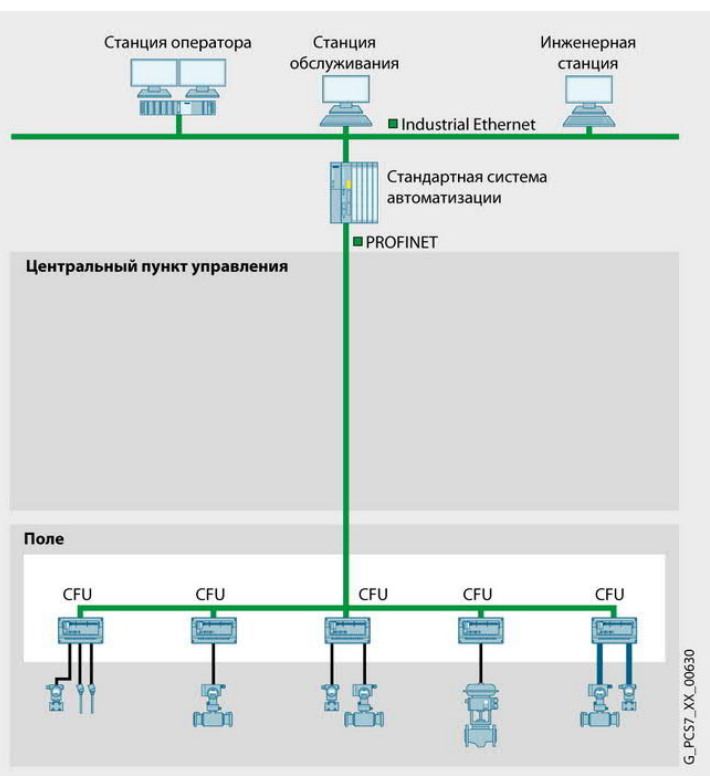 Станция оператора
Станция
обслуживания
Инженерная
станция
Industrial Ethernet
Стандартная система
автоматизации
PROFINET
Центральный пункт управления
Поле
CFU
CFU
CFU
CFU
CFU
G_PCS7_XX_00630